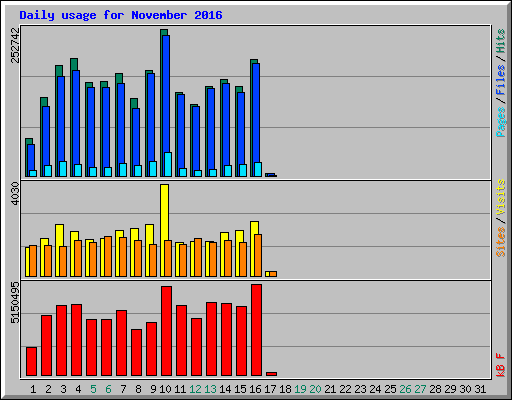 Daily usage for November 2016
252742
Pages / Files / Hits
4030
Sites / Visits
5150495
kB F
1 2 3 4 5 6 7 8 9 10 11 12 13 14 15 16 17 18 19 20 21 22 23 24 25 26 27 28 29 30 31